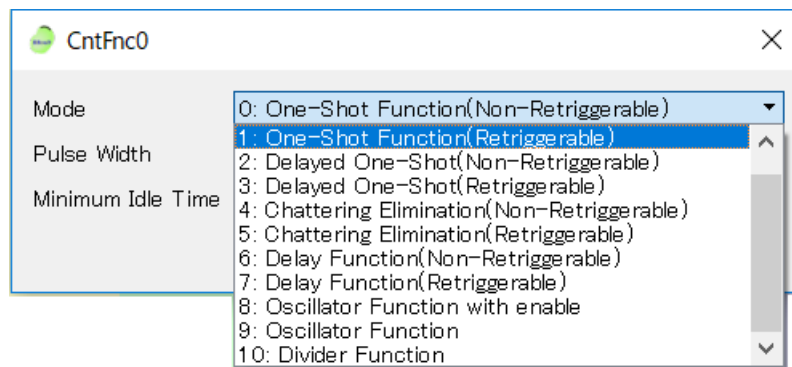 CntFnc0
Mode
0: One-Shot Function(Non-Retriggerable)
1: One-Shot Function(Retriggerable)
Pulse Width
2: Delayed One-Shot(Non-Retriggerable)
3: Delayed One-Shot(Retriggerable)
Minimum Idle Time
4: Chattering Elimination(Non-Retriggerable)
5: Chattering Elimination(Retriggerable)
6: Delay Function(Non-Retriggerable)
7: Delay Function(Retriggerable)
8: Oscillator Function with enable
9: Oscillator Function
10: Divider Function